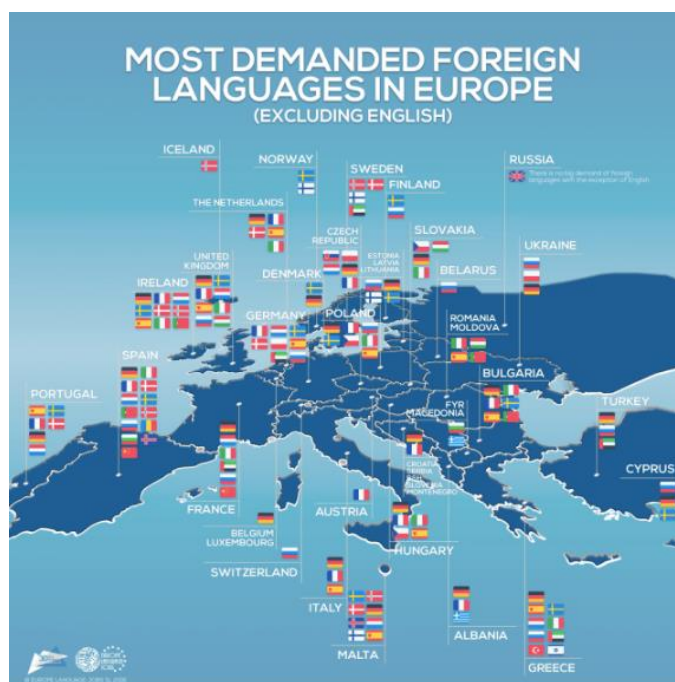 MOST DEMANDED FOREIGN
LANGUAGES IN EUROPE
(EXCLUDING ENGLISH)
ICELAND
NORWAY
SWEDEN
FINLAND
RUSSIA
There is no big demand of foreign
languages with the exception of English
THE NETHERLANDS
CZECH
REPUBLIC
SLOVAKIA
UKRAINE
UNITED
KINGDOM
DENMARK
ESTONIA
LATVIA
LITHUANIA
BELARUS
IRELAND
GERMANY
POLAND
ROMANIA
MOLDOVA
SPAIN
BULGARIA
PORTUGAL
FYR
MACEDONIA
TURKEY
CROATIA
SERBIA
SLOVENIA
MONTENEGRO
CYPRUS
FRANCE
AUSTRIA
BELGIUM
LUXEMBOURG
HUNGARY
SWITZERLAND
ITALY
MALTA
ALBANIA
GREECE